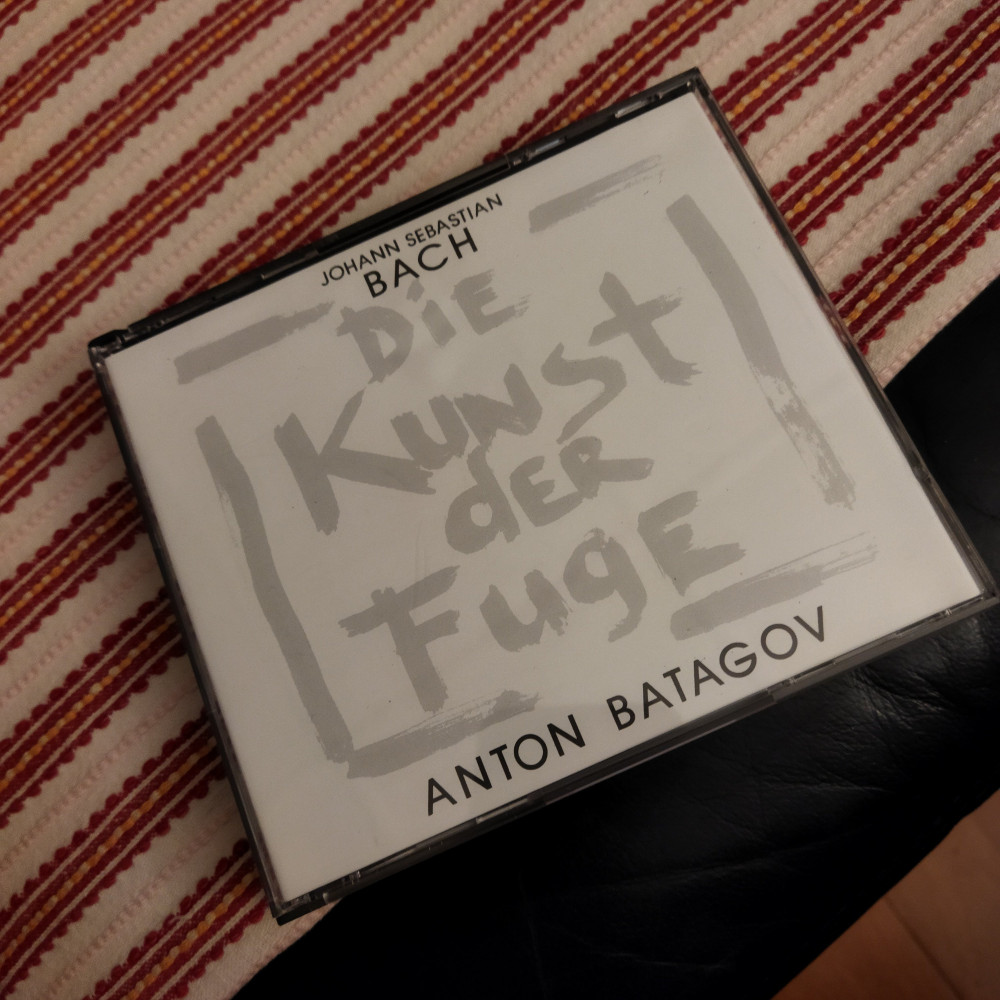 JOHANN SEBASTIAN
BACH
DiE
Kunst
dER
FugE
ANTON BATAGOV